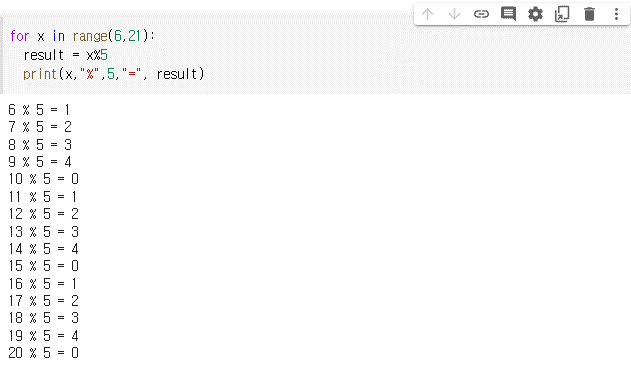 for x in range(6,21):
  result = x%5
  print(x,"%",5,"=", result)
6 % 5 = 1
7 % 5 = 2
8 % 5 = 3
9 % 5 = 4
10 % 5 = 0
11 % 5 = 1
12 % 5 = 2
13 % 5 = 3
14 % 5 = 4
15 % 5 = 0
16 % 5 = 1
17 % 5 = 2
18 % 5 = 3
19 % 5 = 4
20 % 5 = 0